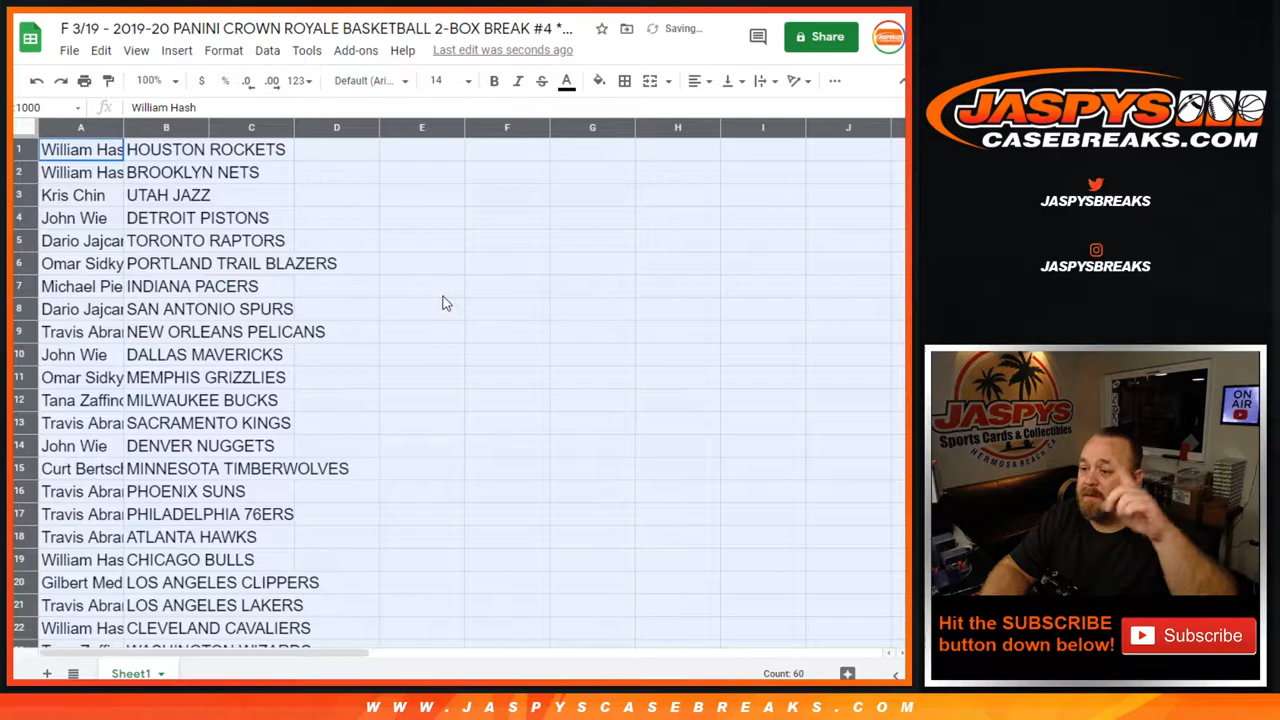 F 3/19 - 2019-20 PANINI CROWN ROYALE BASKETBALL 2-BOX BREAK #4 *...
Saving...
File Edit View Insert Format Data Tools Add-ons Help Last edit was seconds ago
Share
100% $ % .0 .00 123 Default (Ari... 14 B I S A
:1000 fx William Hash
A B C D E F G H I J
1 William Has HOUSTON ROCKETS
2 William Has BROOKLYN NETS
3 Kris Chin UTAH JAZZ
4 John Wie DETROIT PISTONS
5 Dario Jajcar TORONTO RAPTORS
6 Omar Sidky PORTLAND TRAIL BLAZERS
7 Michael Pie INDIANA PACERS
8 Dario Jajcar SAN ANTONIO SPURS
9 Travis Abra NEW ORLEANS PELICANS
10 John Wie DALLAS MAVERICKS
11 Omar Sidky MEMPHIS GRIZZLIES
12 Tana Zaffino MILWAUKEE BUCKS
13 Travis Abra SACRAMENTO KINGS
14 John Wie DENVER NUGGETS
15 Curt Bertsch MINNESOTA TIMBERWOLVES
16 Travis Abra PHOENIX SUNS
17 Travis Abra PHILADELPHIA 76ERS
18 Travis Abra ATLANTA HAWKS
19 William Has CHICAGO BULLS
20 Gilbert Med LOS ANGELES CLIPPERS
21 Travis Abra LOS ANGELES LAKERS
22 William Has CLEVELAND CAVALIERS
WASHINGTON WIZARDS
Sheet1
Count: 60
JASPYS
CASEBREAKS.COM
JASPYSBREAKS
JASPYSBREAKS
JASPYS
Sports Cards & Collectibles
HERMOSA BEACH, CA
ON AIR
Hit the SUBSCRIBE
button down below!
Subscribe
WWW.JASPYSCASEBREAKS.COM